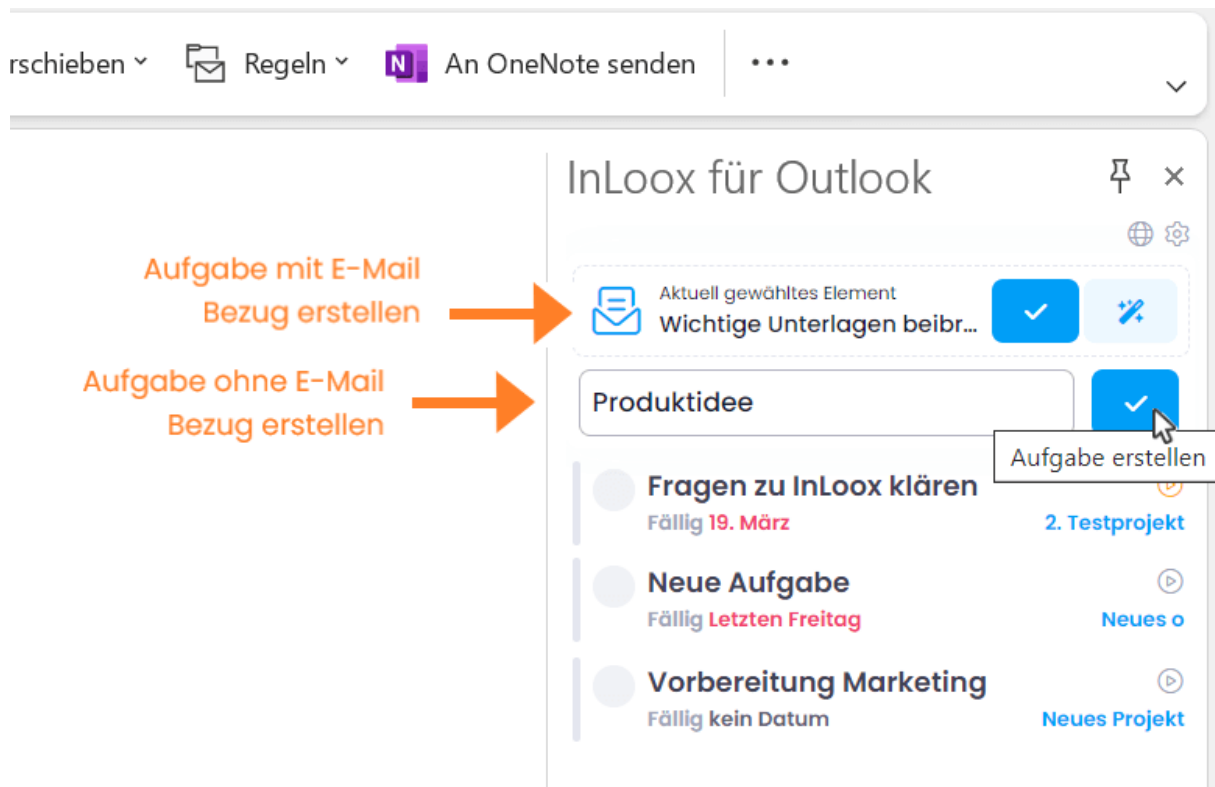 rschieben Regeln An OneNote senden
InLoox für Outlook
Aufgabe mit E-Mail
Bezug erstellen
Aktuell gewähltes Element
Wichtige Unterlagen beibr...
Aufgabe ohne E-Mail
Bezug erstellen
Produktidee
Aufgabe erstellen
Fragen zu InLoox klären
Fällig 19. März 2. Testprojekt
Neue Aufgabe
Fällig Letzten Freitag Neues o
Vorbereitung Marketing
Fällig kein Datum Neues Projekt